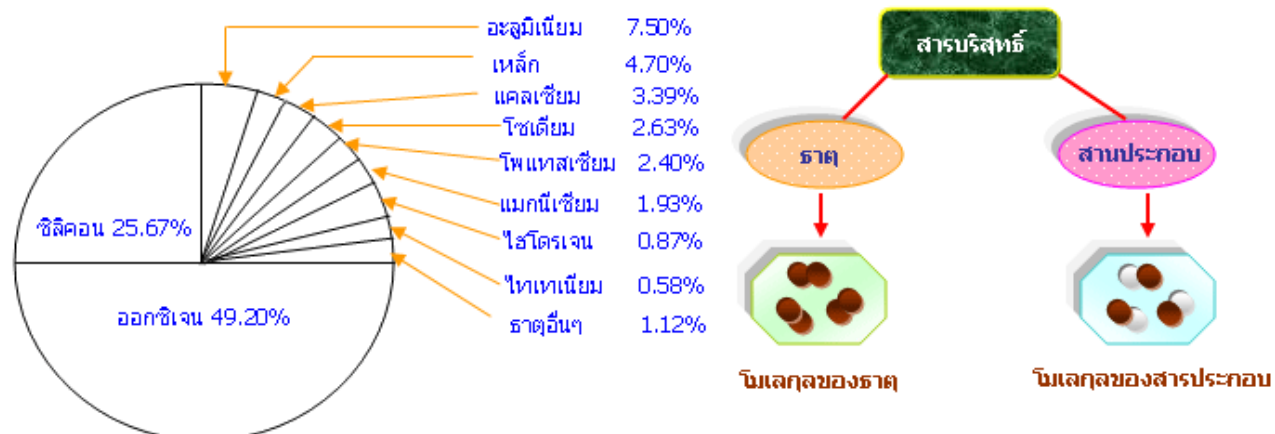 อะลูมิเนียม 7.50%
เหล็ก 4.70%
แคลเซียม 3.39%
โซเดียม 2.63%
โพแทสเซียม 2.40%
แมกนีเซียม 1.93%
ไฮโดรเจน 0.87%
ไทเทเนียม 0.58%
ธาตุอื่นๆ 1.12%
ซิลิคอน 25.67%
ออกซิเจน 49.20%
สารบริสุทธิ์
ธาตุ
สานประกอบ
โมเลกุลของธาตุ
โมเลกุลของสารประกอบ